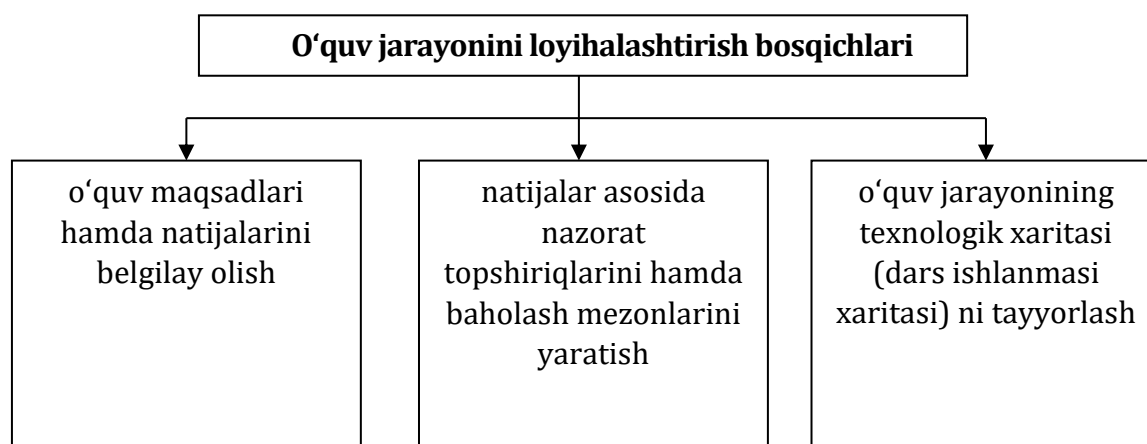 O‘quv jarayonini loyihalashtirish bosqichlari
o‘quv maqsadlari
hamda natijalarini
belgilay olish
natijalar asosida
nazorat
topshiriqlarini hamda
baholash mezonlarini
yaratish
o‘quv jarayonining
texnologik xaritasi
(dars ishlanmasi
xaritasi) ni tayyorlash